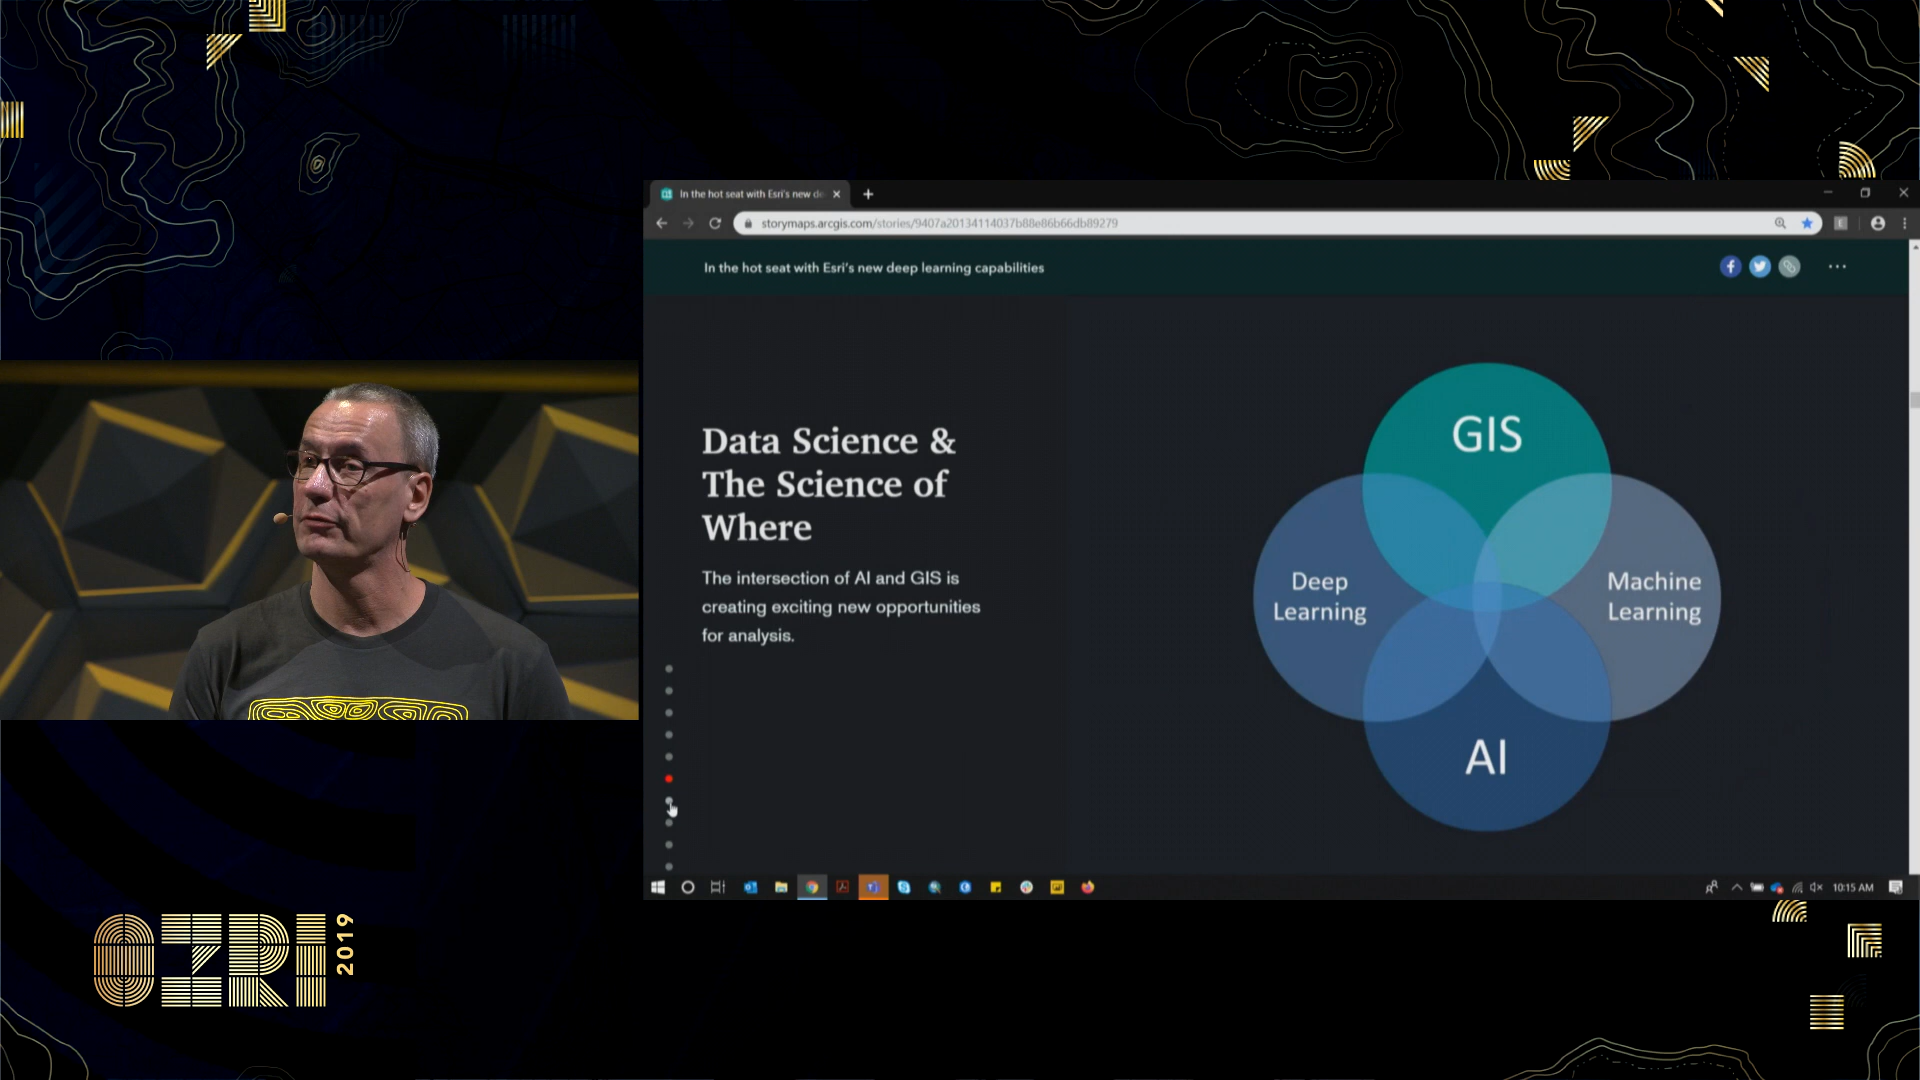 In the hot seat with Esri's new de
storymaps.arcgis.com/stories/9407a20134114037b88e86b66db89279
In the hot seat with Esri's new deep learning capabilities
Data Science &
The Science of
Where
The intersection of AI and GIS is
creating exciting new opportunities
for analysis.
GIS
Deep
Learning
Machine
Learning
AI
10:15 AM
OZRI 2019